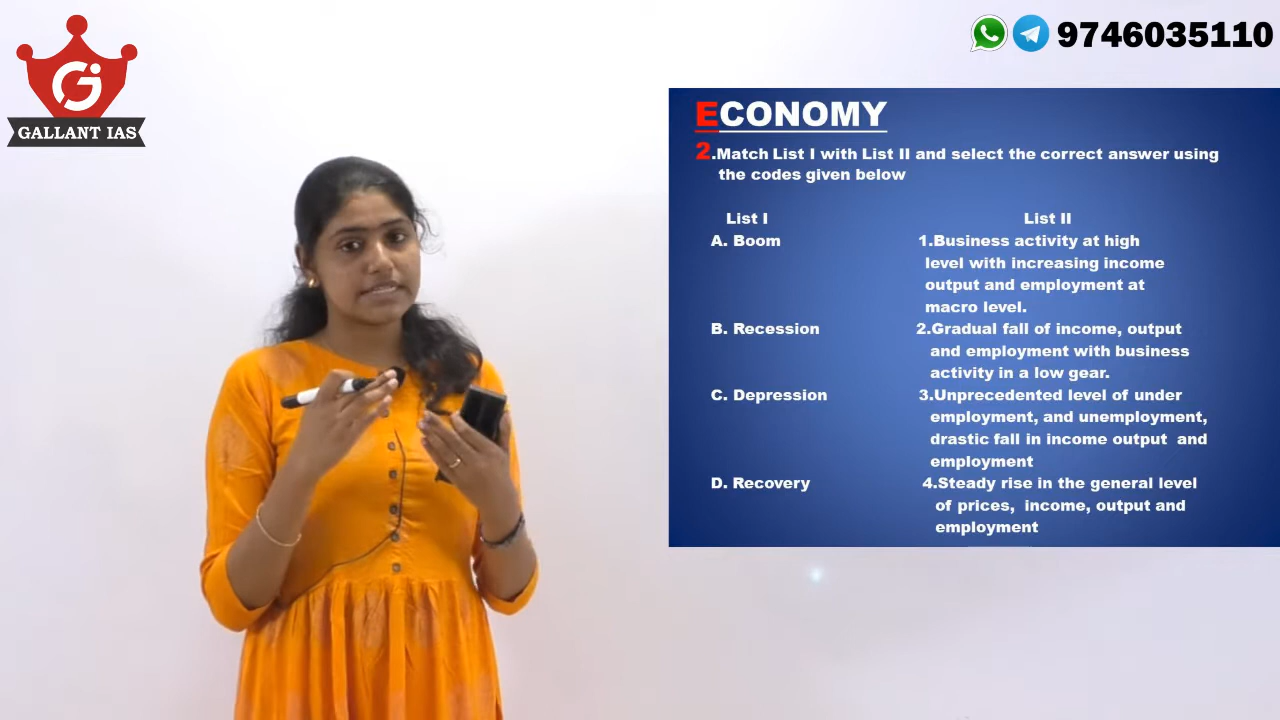 GALLANT IAS
9746035110
ECONOMY
2.Match List I with List II and select the correct answer using
the codes given below
List I List II
A. Boom 1.Business activity at high
level with increasing income
output and employment at
macro level.
B. Recession 2.Gradual fall of income, output
and employment with business
activity in a low gear.
C. Depression 3.Unprecedented level of under
employment, and unemployment,
drastic fall in income output and
employment
D. Recovery 4.Steady rise in the general level
of prices, income, output and
employment